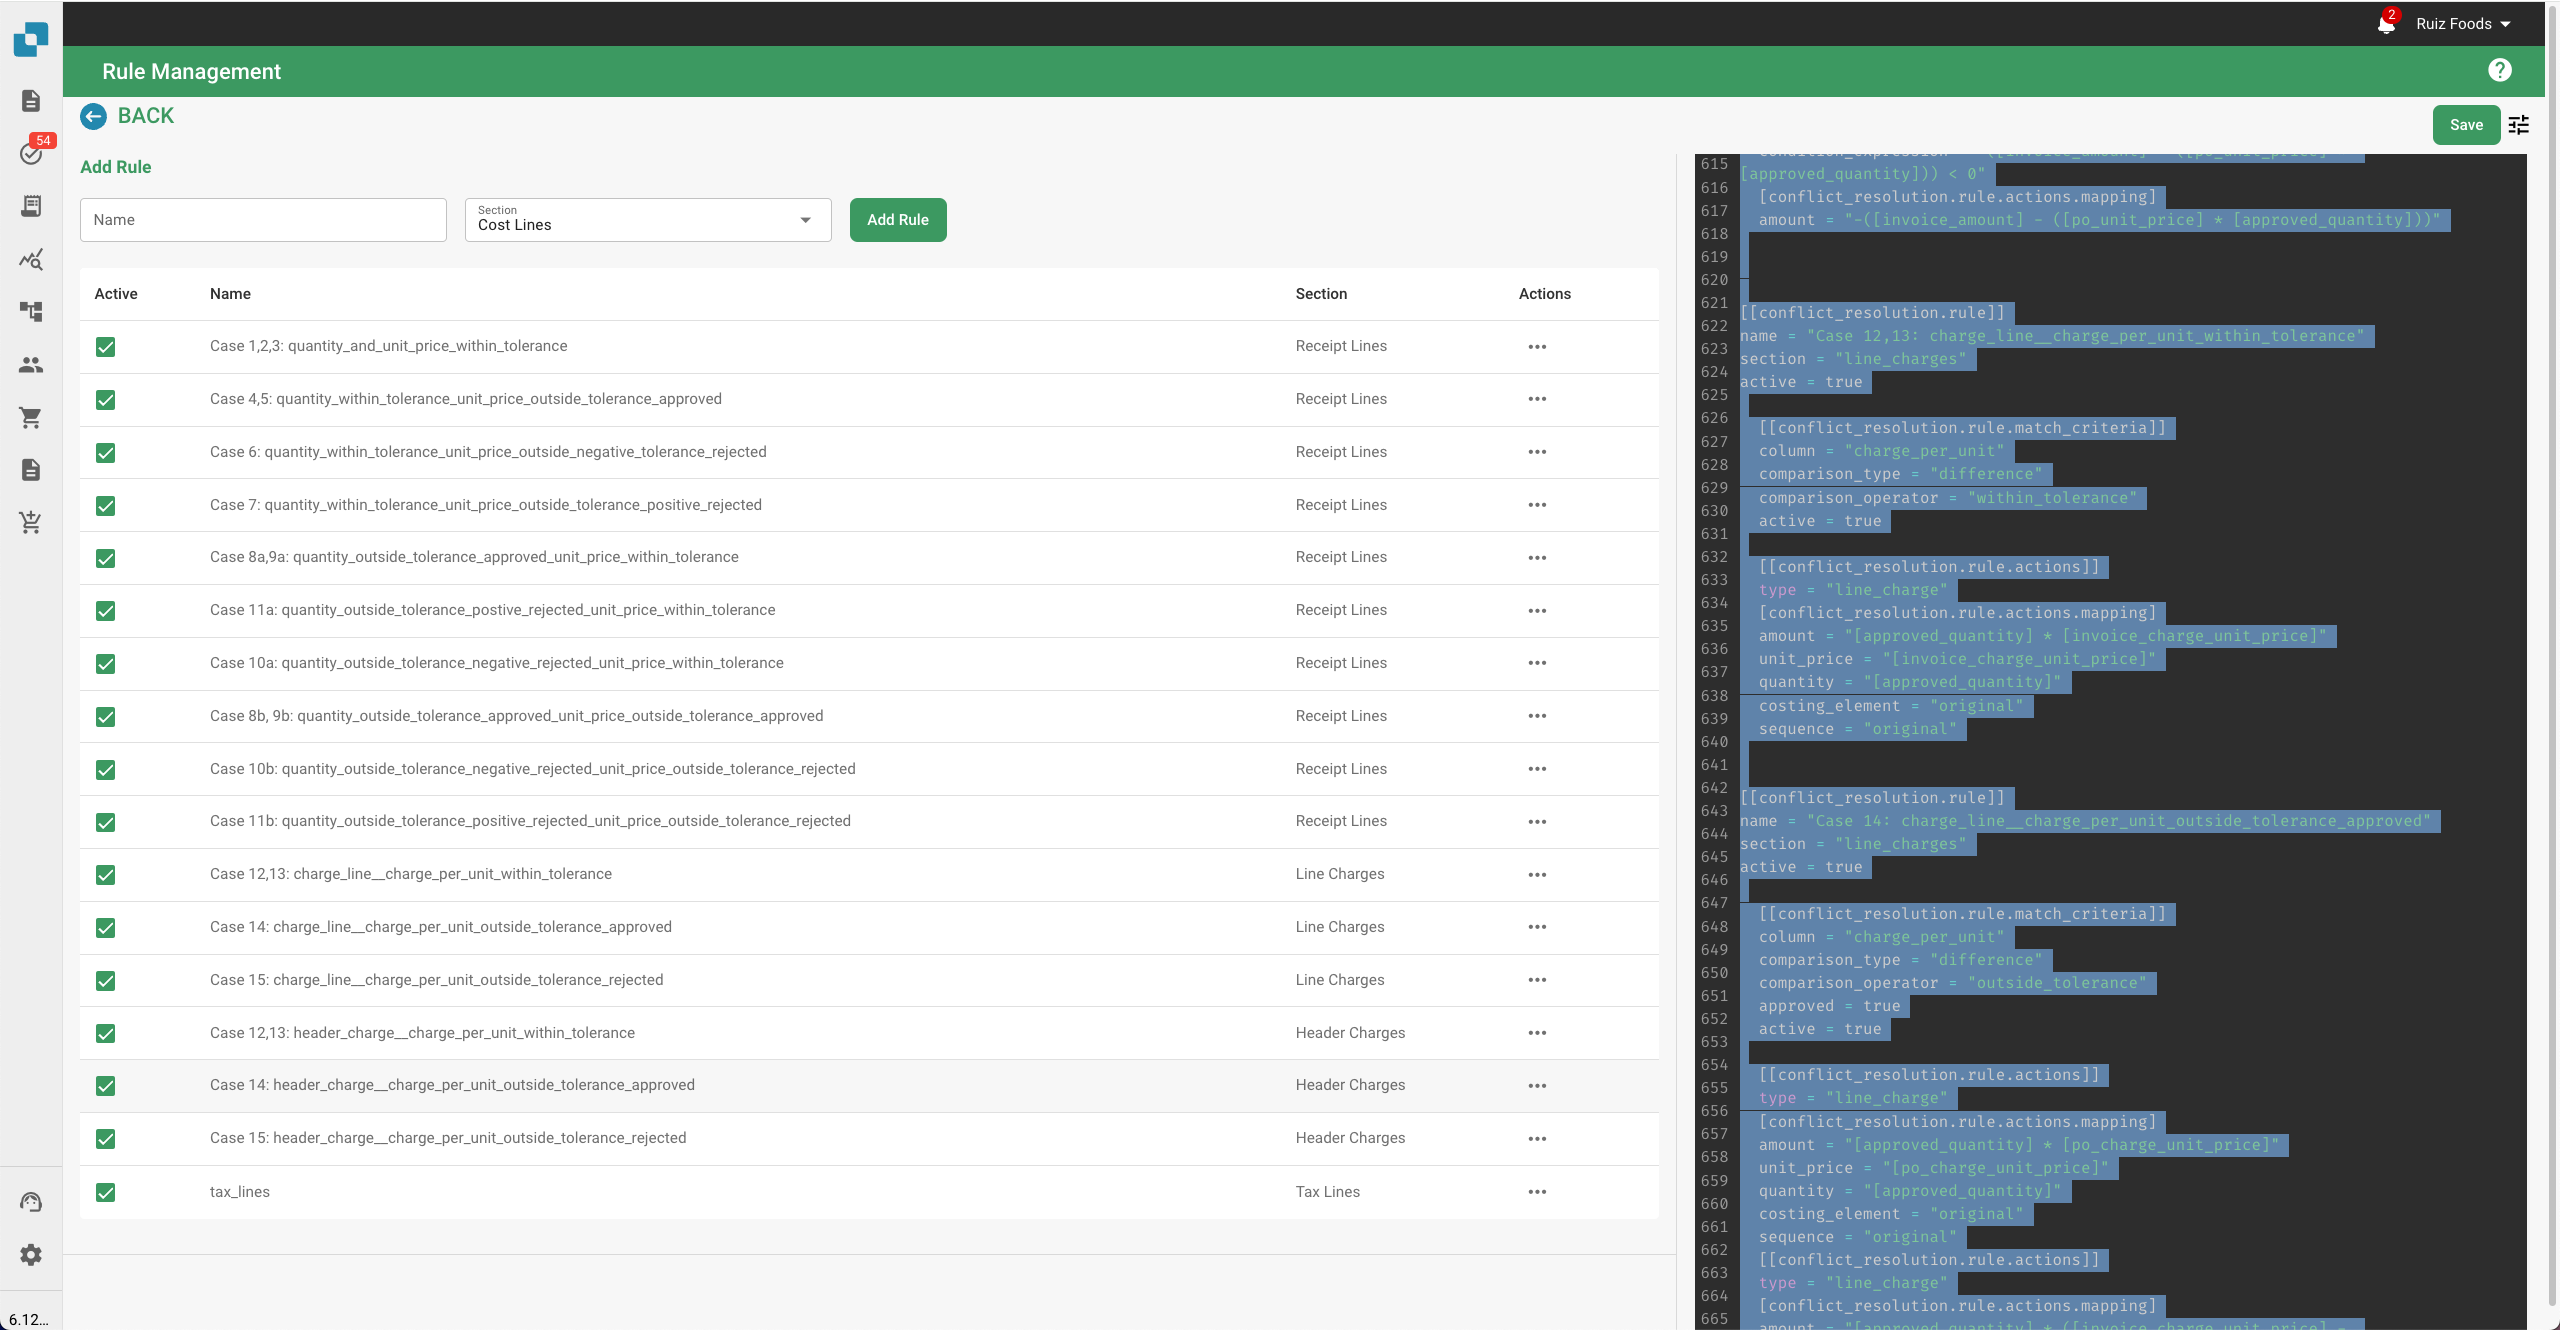 2
Ruiz Foods
Rule Management
BACK
Save
54
Add Rule
Name
Section
Cost Lines
Add Rule
Active Name Section Actions
Case 1,2,3: quantity_and_unit_price_within_tolerance Receipt Lines
Case 4,5: quantity_within_tolerance_unit_price_outside_tolerance_approved Receipt Lines
Case 6: quantity_within_tolerance_unit_price_outside_negative_tolerance_rejected Receipt Lines
Case 7: quantity_within_tolerance_unit_price_outside_tolerance_positive_rejected Receipt Lines
Case 8a,9a: quantity_outside_tolerance_approved_unit_price_within_tolerance Receipt Lines
Case 11a: quantity_outside_tolerance_postive_rejected_unit_price_within_tolerance Receipt Lines
Case 10a: quantity_outside_tolerance_negative_rejected_unit_price_within_tolerance Receipt Lines
Case 8b, 9b: quantity_outside_tolerance_approved_unit_price_outside_tolerance_approved Receipt Lines
Case 10b: quantity_outside_tolerance_negative_rejected_unit_price_outside_tolerance_rejected Receipt Lines
Case 11b: quantity_outside_tolerance_positive_rejected_unit_price_outside_tolerance_rejected Receipt Lines
Case 12,13: charge_line__charge_per_unit_within_tolerance Line Charges
Case 14: charge_line__charge_per_unit_outside_tolerance_approved Line Charges
Case 15: charge_line__charge_per_unit_outside_tolerance_rejected Line Charges
Case 12,13: header_charge__charge_per_unit_within_tolerance Header Charges
Case 14: header_charge__charge_per_unit_outside_tolerance_approved Header Charges
Case 15: header_charge__charge_per_unit_outside_tolerance_rejected Header Charges
tax_lines Tax Lines
6.12...
615
[approved_quantity])) < 0"
616 [conflict_resolution.rule.actions.mapping]
617 amount = "-([invoice_amount] - ([po_unit_price] * [approved_quantity]))"
618
619
620
621 [[conflict_resolution.rule]]
622 name = "Case 12,13: charge_line__charge_per_unit_within_tolerance"
623 section = "line_charges"
624 active = true
625
626 [[conflict_resolution.rule.match_criteria]]
627 column = "charge_per_unit"
628 comparison_type = "difference"
629 comparison_operator = "within_tolerance"
630 active = true
631
632 [[conflict_resolution.rule.actions]]
633 type = "line_charge"
634 [conflict_resolution.rule.actions.mapping]
635 amount = "[approved_quantity] * [invoice_charge_unit_price]"
636 unit_price = "[invoice_charge_unit_price]"
637 quantity = "[approved_quantity]"
638 costing_element = "original"
639 sequence = "original"
640
641
642 [[conflict_resolution.rule]]
643 name = "Case 14: charge_line__charge_per_unit_outside_tolerance_approved"
644 section = "line_charges"
645 active = true
646
647 [[conflict_resolution.rule.match_criteria]]
648 column = "charge_per_unit"
649 comparison_type = "difference"
650 comparison_operator = "outside_tolerance"
651 approved = true
652 active = true
653
654 [[conflict_resolution.rule.actions]]
655 type = "line_charge"
656 [conflict_resolution.rule.actions.mapping]
657 amount = "[approved_quantity] * [po_charge_unit_price]"
658 unit_price = "[po_charge_unit_price]"
659 quantity = "[approved_quantity]"
660 costing_element = "original"
661 sequence = "original"
662 [[conflict_resolution.rule.actions]]
663 type = "line_charge"
664 [conflict_resolution.rule.actions.mapping]
665 amount = "[approved_quantity] * ([invoice_charge_unit_price] -